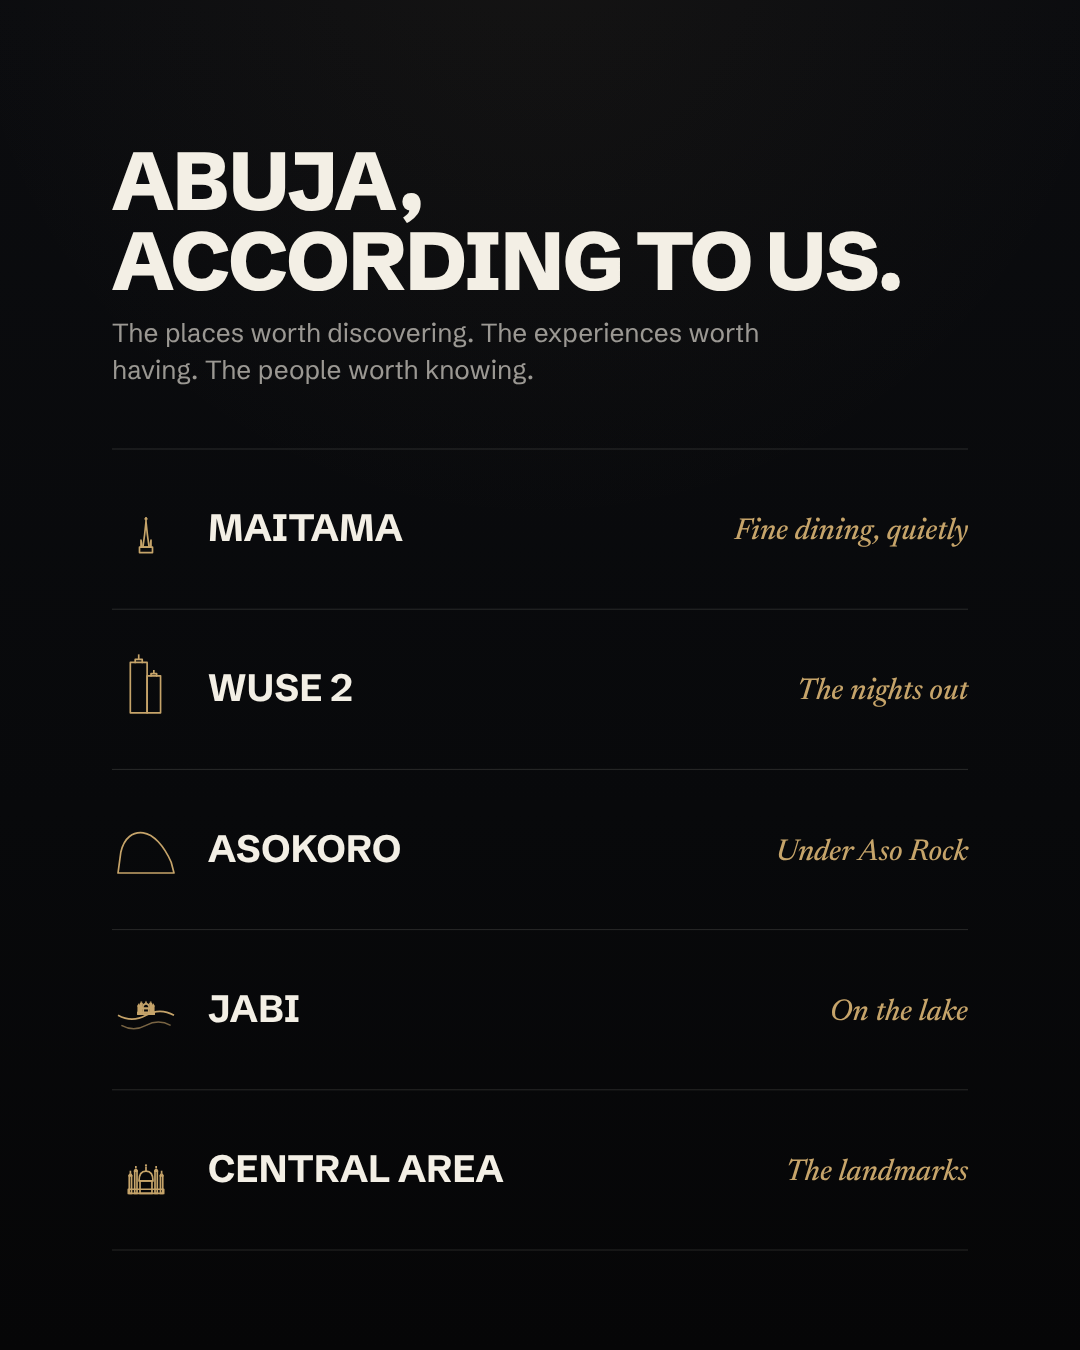 ABUJA,
ACCORDING TO US.
The places worth discovering. The experiences worth
having. The people worth knowing.
MAITAMA
Fine dining, quietly
WUSE 2
The nights out
ASOKORO
Under Aso Rock
JABI
On the lake
CENTRAL AREA
The landmarks